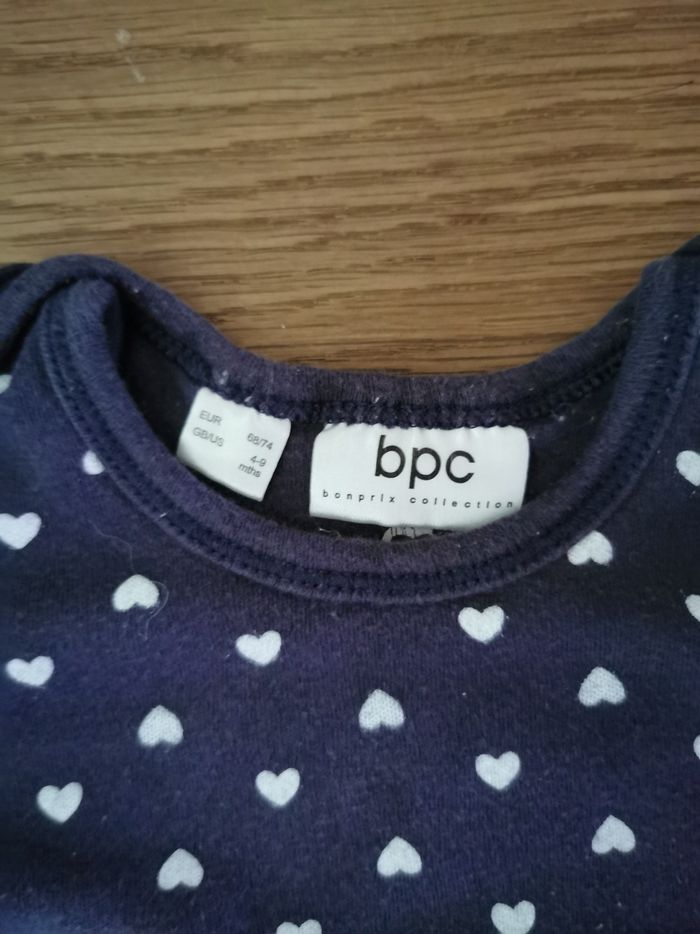 EUR 68/74
GB/US 4-9
mths
bpc
bonprix collection